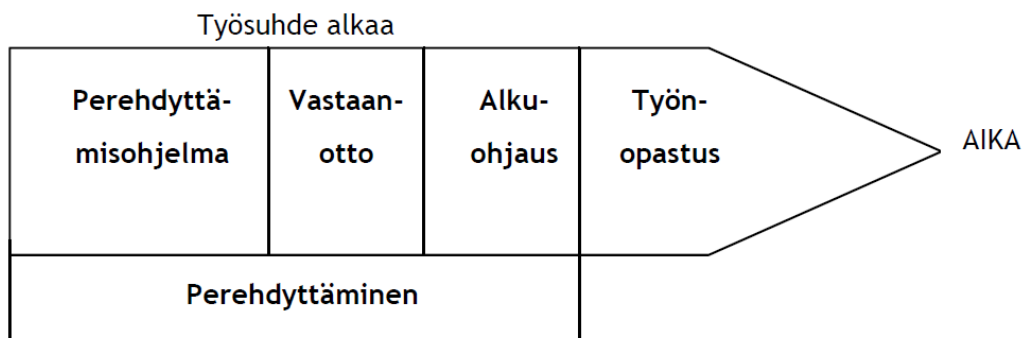 Työsuhde alkaa
Perehdyttä-
misohjelma
Vastaan-
otto
Alku-
ohjaus
Työn-
opastus
AIKA
Perehdyttäminen